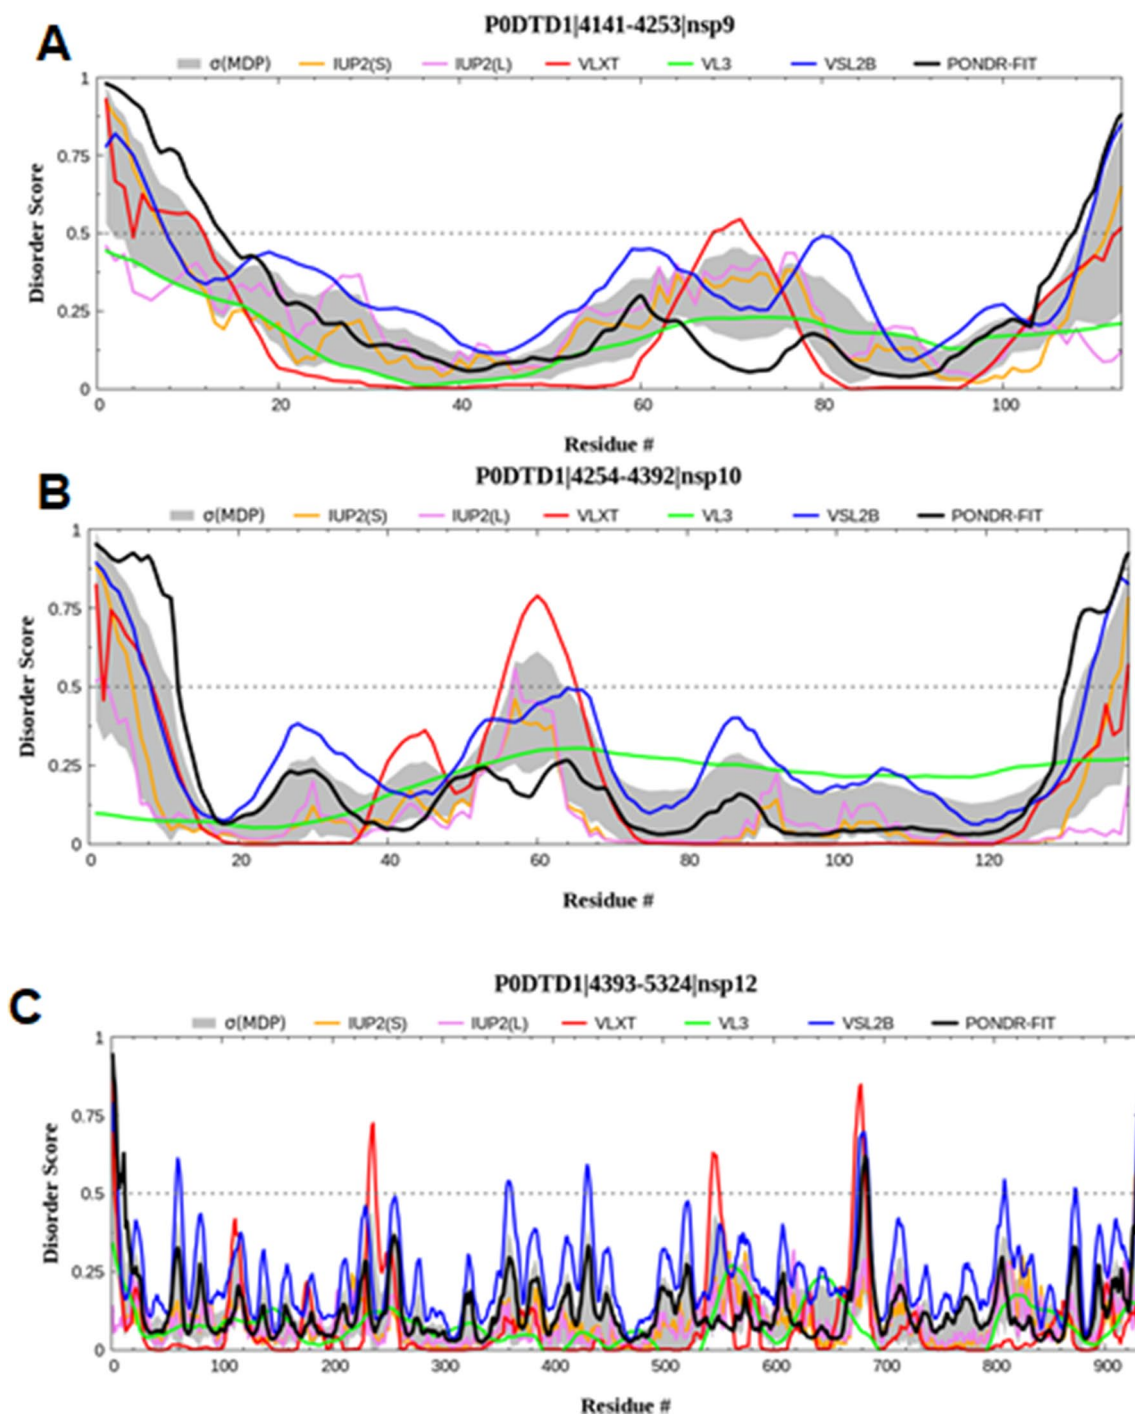 A
P0DTD1|4141-4253|nsp9
σ(MDP) IUP2(S) IUP2(L) VLXT VL3 VSL2B PONDR-FIT
1
0.75
0.5
0.25
0
Disorder Score
0 20 40 60 80 100
Residue #
B
P0DTD1|4254-4392|nsp10
σ(MDP) IUP2(S) IUP2(L) VLXT VL3 VSL2B PONDR-FIT
1
0.75
0.5
0.25
0
Disorder Score
0 20 40 60 80 100 120
Residue #
C
P0DTD1|4393-5324|nsp12
σ(MDP) IUP2(S) IUP2(L) VLXT VL3 VSL2B PONDR-FIT
1
0.75
0.5
0.25
0
Disorder Score
0 100 200 300 400 500 600 700 800 900
Residue #